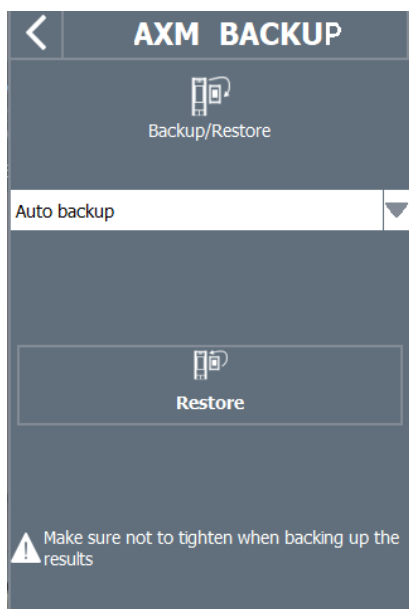 AXM BACKUP
Backup/Restore
Auto backup
Restore
Make sure not to tighten when backing up the
results